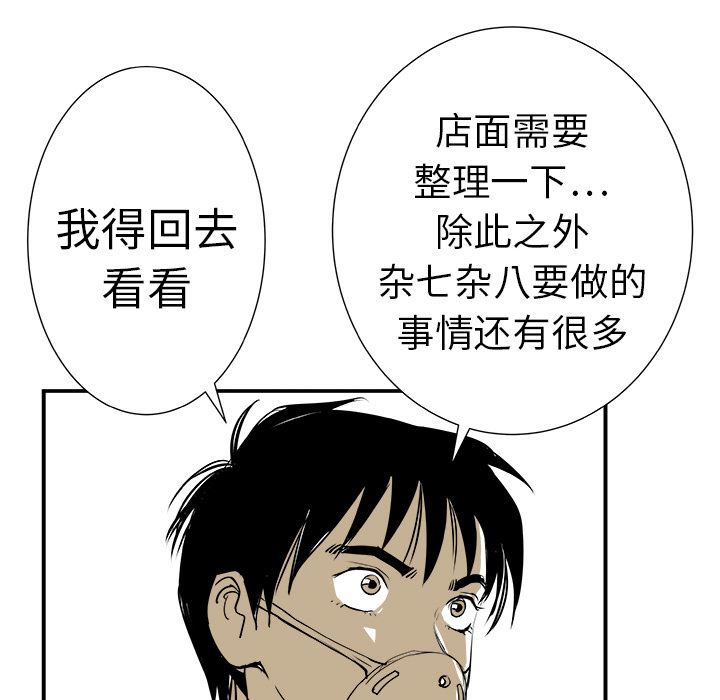 我得回去
看看
店面需要
整理一下...
除此之外
杂七杂八要做的
事情还有很多